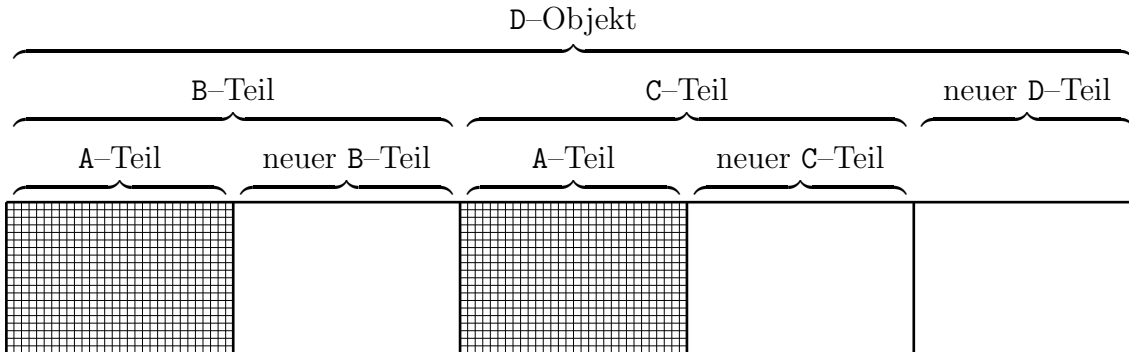 D–Objekt
B–Teil C–Teil neuer D–Teil
A–Teil neuer B–Teil A–Teil neuer C–Teil